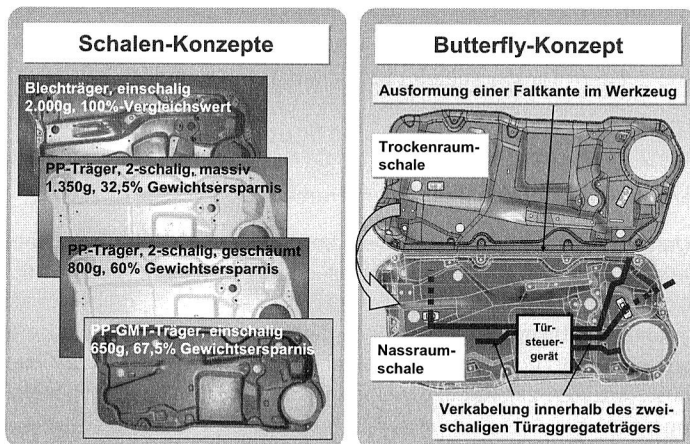 Schalen-Konzepte
Blechträger, einschalig
2.000g, 100%-Vergleichswert
PP-Träger, 2-schalig, massiv
1.350g, 32,5% Gewichtsersparnis
PP-Träger, 2-schalig, geschäumt
800g, 60% Gewichtsersparnis
PP-GMT-Träger, einschalig
650g, 67,5% Gewichtsersparnis
Butterfly-Konzept
Ausformung einer Faltkante im Werkzeug
Trockenraum-
schale
Tür-
steuer-
gerät
Nassraum-
schale
Verkabelung innerhalb des zwei-
schaligen Türaggregateträgers